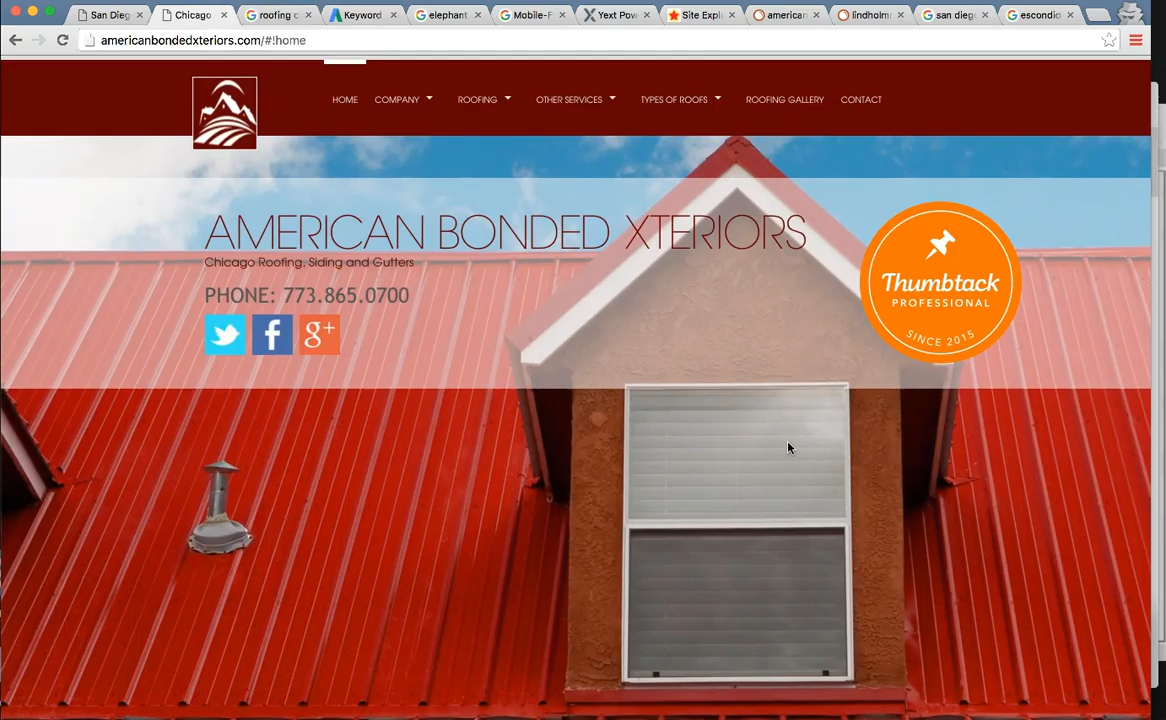 San Dieg
Chicago
roofing c
Keyword
elephant
Mobile-F
Yext Pow
Site Expl
american
lindholm
san dieg
escondid
americanbondedxteriors.com/#!home
HOME
COMPANY
ROOFING
OTHER SERVICES
TYPES OF ROOFS
ROOFING GALLERY
CONTACT
AMERICAN BONDED XTERIORS
Chicago Roofing, Siding and Gutters
PHONE: 773.865.0700
g+
Thumbtack
PROFESSIONAL
SINCE 2015